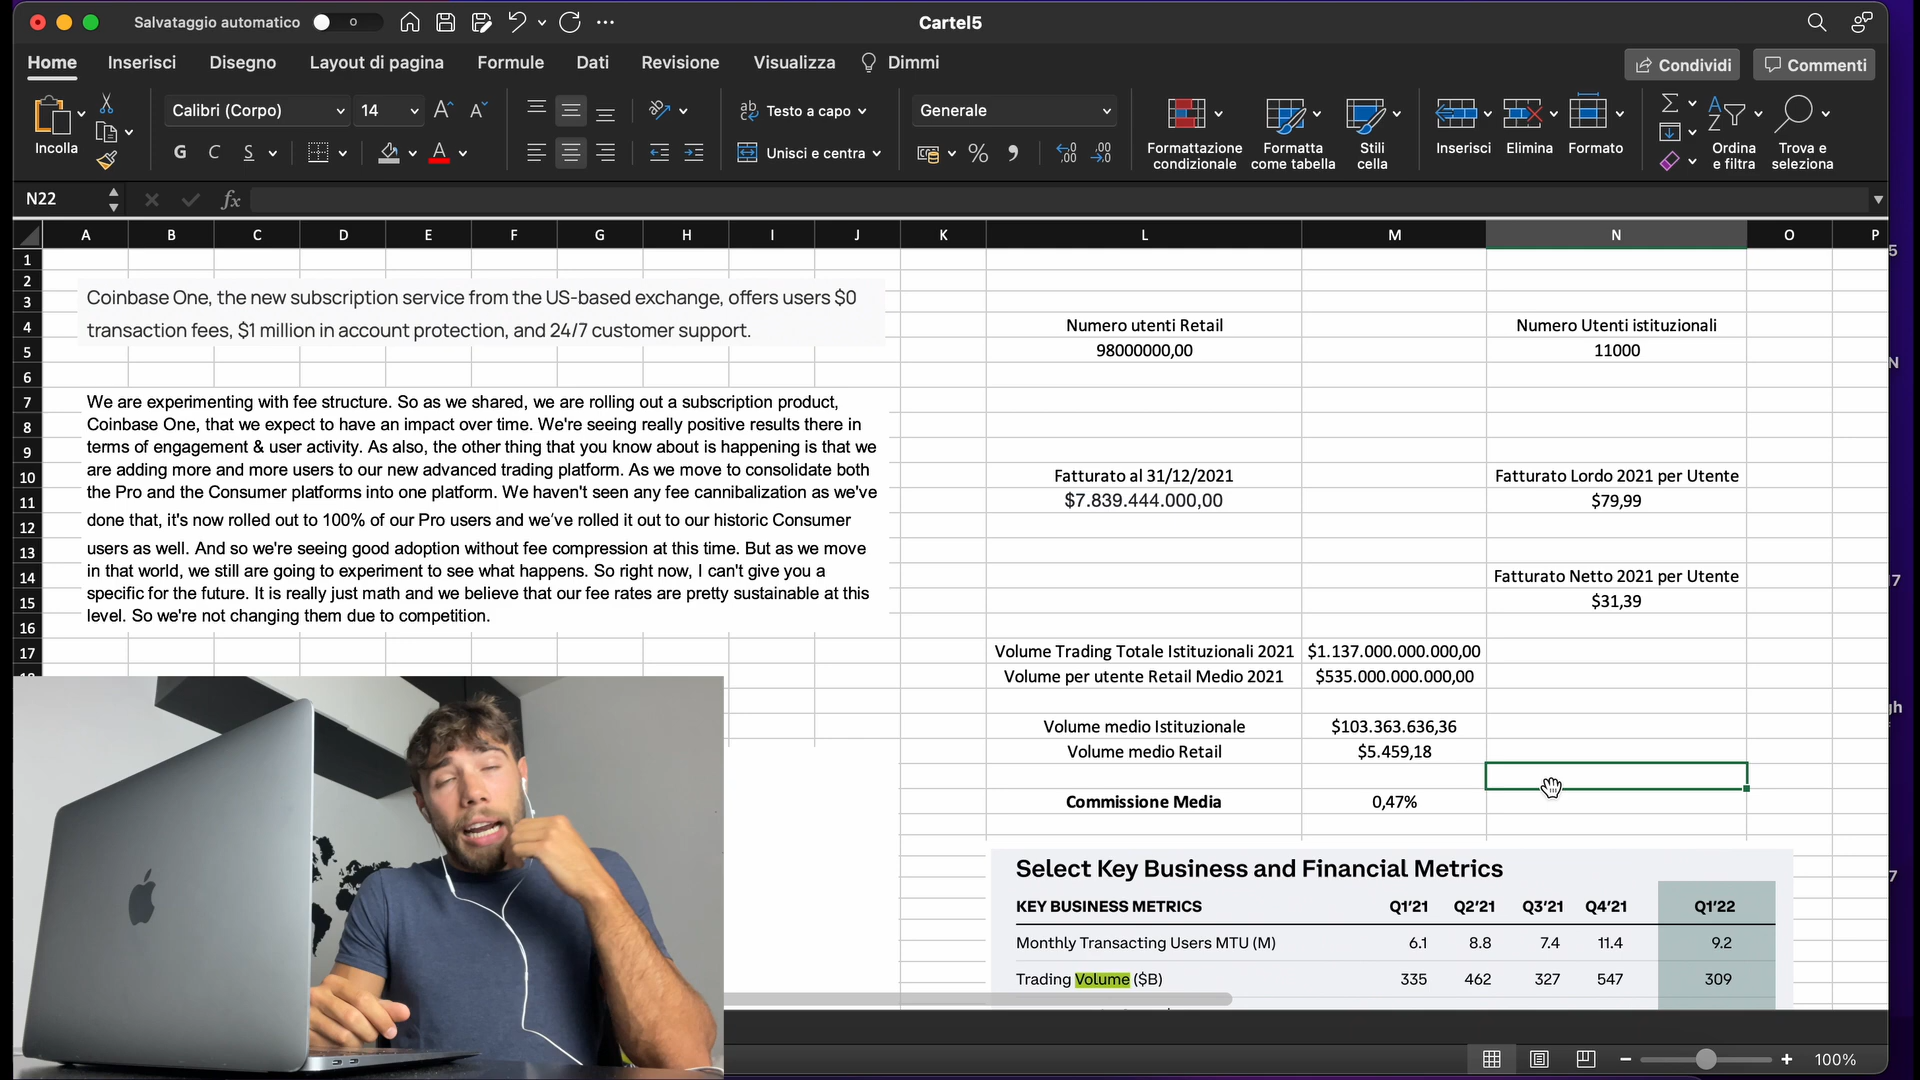 Salvataggio automatico
Cartel5
Home Inserisci Disegno Layout di pagina Formule Dati Revisione Visualizza Dimmi
Condividi Commenti
Incolla
Calibri (Corpo) 14
G C S
A A A
Testo a capo
Unisci e centra
Generale
%
Formattazione condizionale
Formatta come tabella
Stili cella
Inserisci Elimina Formato
Ordina e filtra
Trova e seleziona
N22
fx
A B C D E F G H I J K L M N O P
1
2
3
4
5
6
7
8
9
10
11
12
13
14
15
16
17
Coinbase One, the new subscription service from the US-based exchange, offers users $0
transaction fees, $1 million in account protection, and 24/7 customer support.
We are experimenting with fee structure. So as we shared, we are rolling out a subscription product,
Coinbase One, that we expect to have an impact over time. We're seeing really positive results there in
terms of engagement & user activity. As also, the other thing that you know about is happening is that we
are adding more and more users to our new advanced trading platform. As we move to consolidate both
the Pro and the Consumer platforms into one platform. We haven't seen any fee cannibalization as we've
done that, it's now rolled out to 100% of our Pro users and we've rolled it out to our historic Consumer
users as well. And so we're seeing good adoption without fee compression at this time. But as we move
in that world, we still are going to experiment to see what happens. So right now, I can't give you a
specific for the future. It is really just math and we believe that our fee rates are pretty sustainable at this
level. So we're not changing them due to competition.
Numero utenti Retail
98000000,00
Numero Utenti istituzionali
11000
Fatturato al 31/12/2021
$7.839.444.000,00
Fatturato Lordo 2021 per Utente
$79,99
Fatturato Netto 2021 per Utente
$31,39
Volume Trading Totale Istituzionali 2021 $1.137.000.000.000,00
Volume per utente Retail Medio 2021 $535.000.000.000,00
Volume medio Istituzionale $103.363.636,36
Volume medio Retail $5.459,18
Commissione Media 0,47%
Select Key Business and Financial Metrics
KEY BUSINESS METRICS Q1'21 Q2'21 Q3'21 Q4'21 Q1'22
Monthly Transacting Users MTU (M) 6.1 8.8 7.4 11.4 9.2
Trading Volume ($B) 335 462 327 547 309
100%